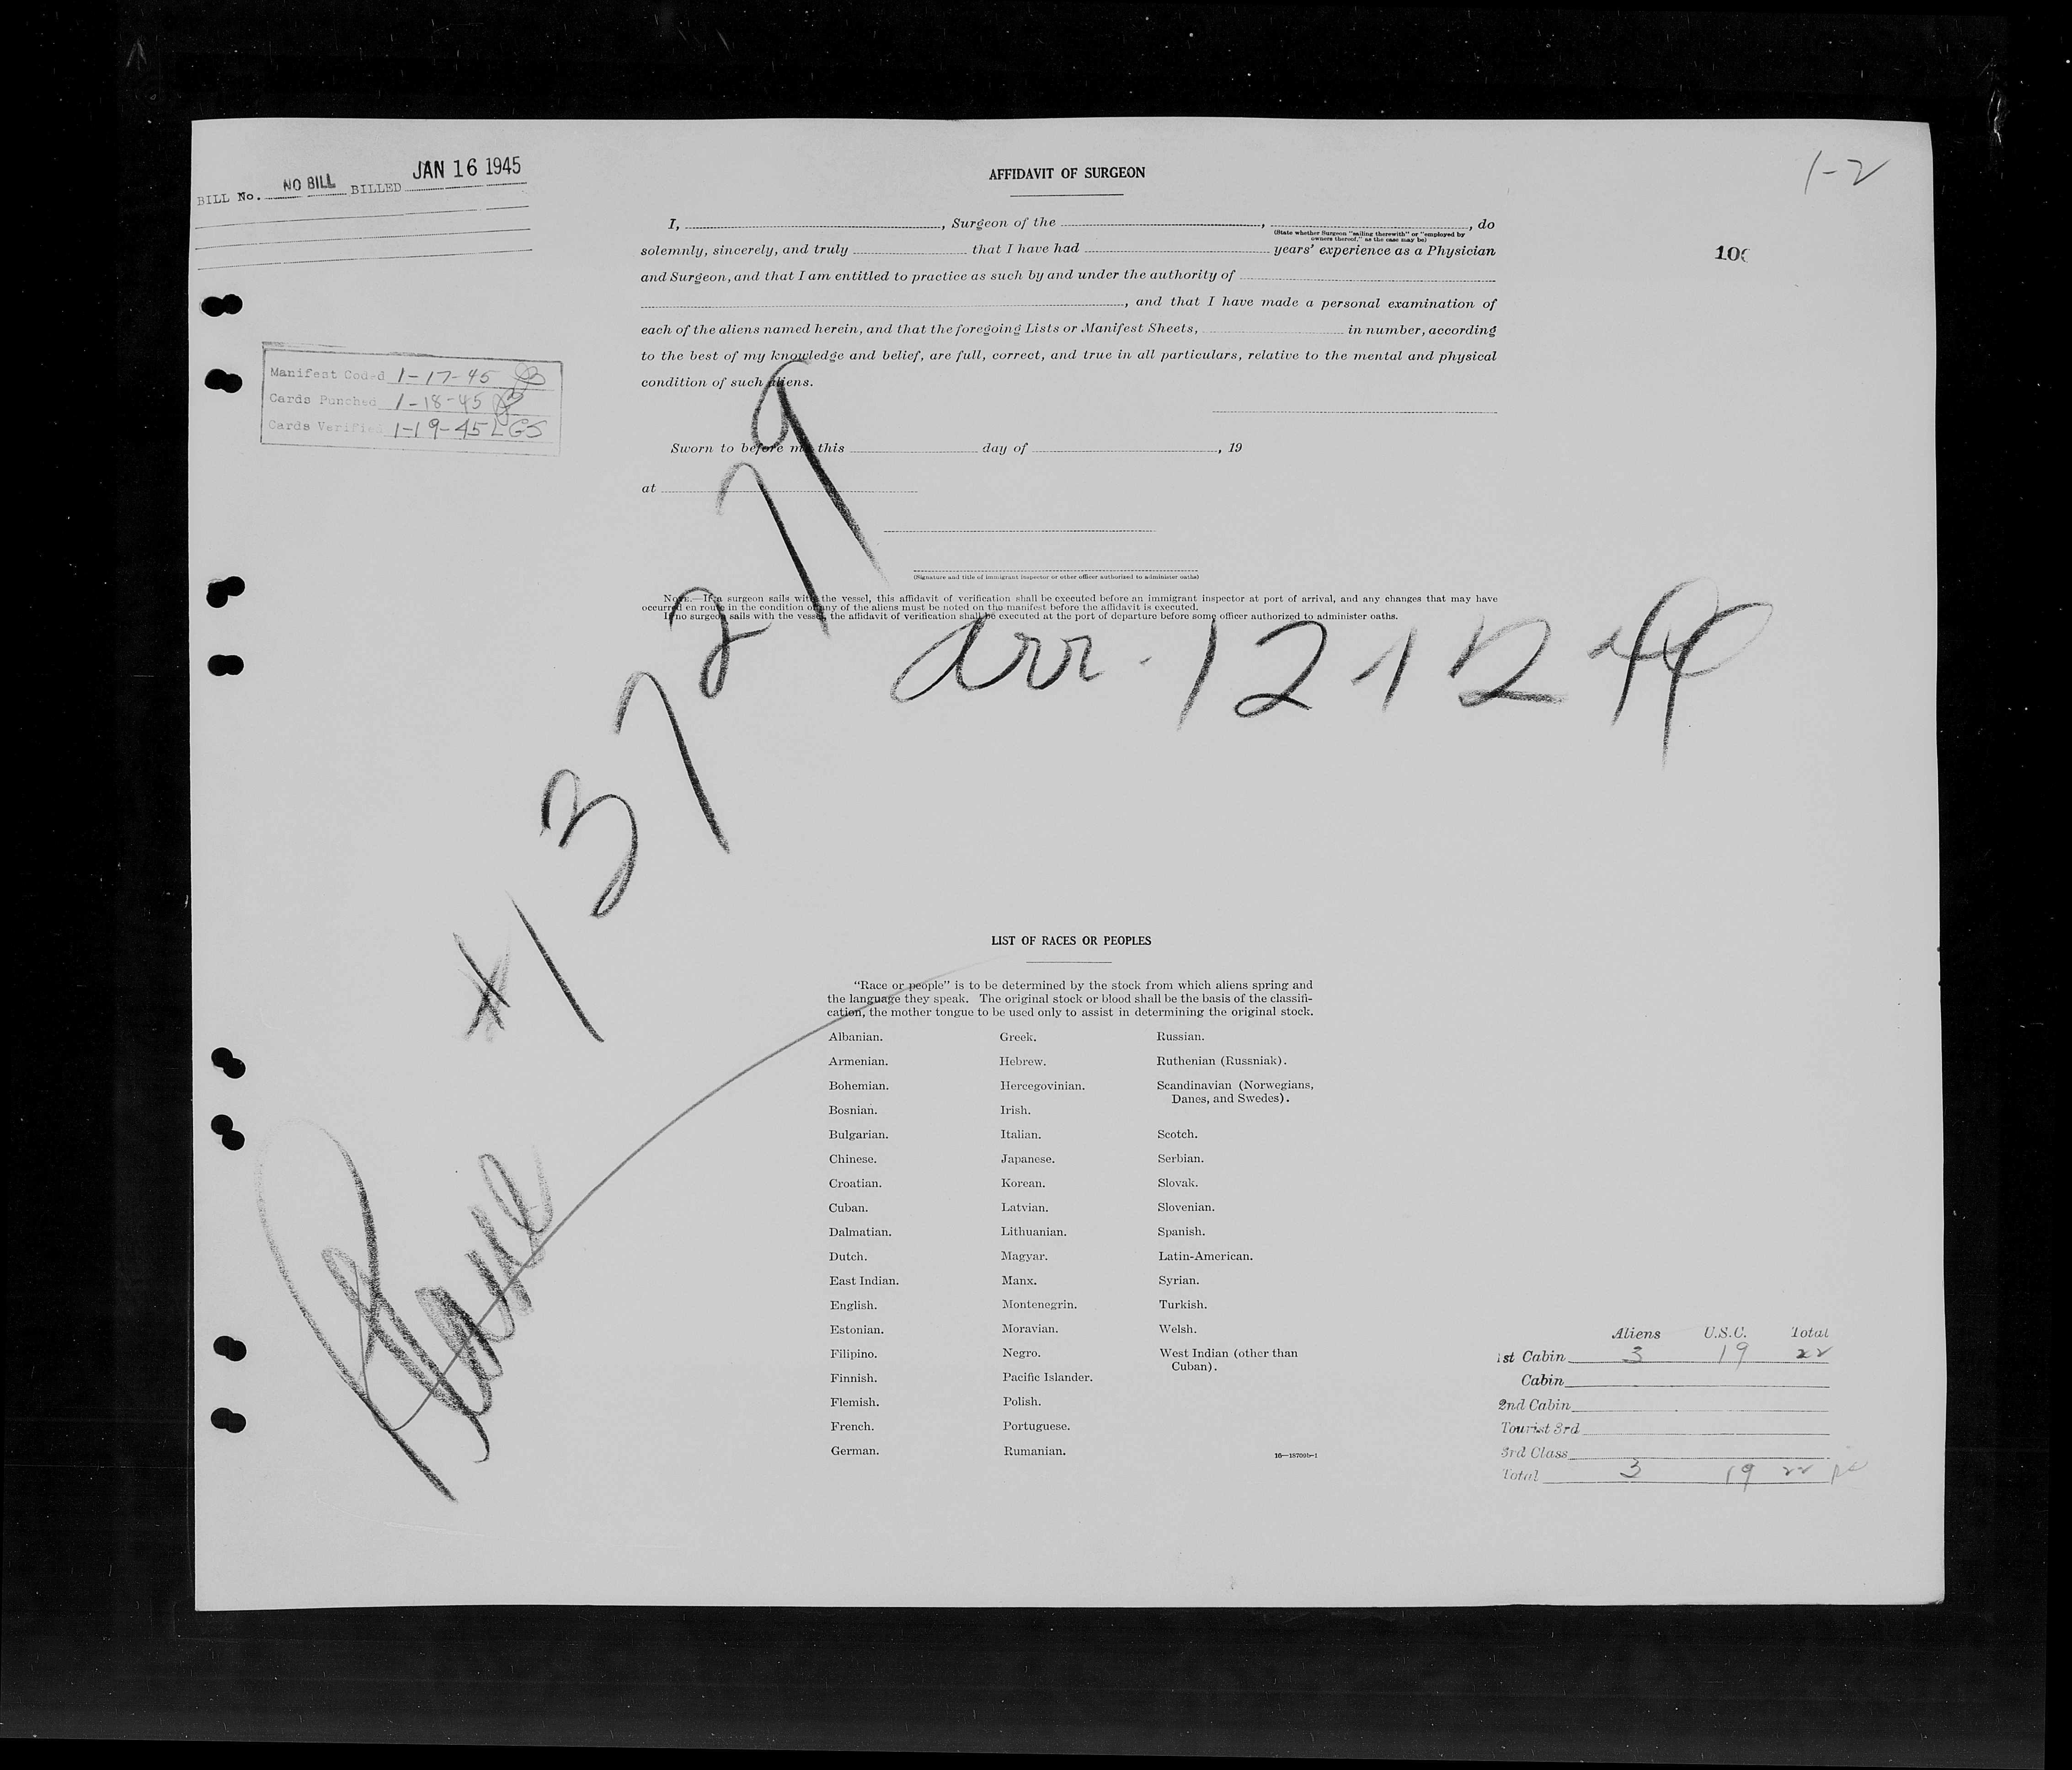 BILL No. NO BILL BILLED JAN 16 1945
1-2
AFFIDAVIT OF SURGEON
I, , Surgeon of the , , do
(State whether Surgeon "sailing therewith" or "employed by
owners thereof," as the case may be)
solemnly, sincerely, and truly that I have had years' experience as a Physician
10
and Surgeon, and that I am entitled to practice as such by and under the authority of
, and that I have made a personal examination of
each of the aliens named herein, and that the foregoing Lists or Manifest Sheets, in number, according
to the best of my knowledge and belief, are full, correct, and true in all particulars, relative to the mental and physical
condition of such aliens.
Manifest Coded 1-17-45
Cards Punched 1-18-45
Cards Verified 1-19-45 LGS
Sworn to before me this day of , 19
at
(Signature and title of immigrant inspector or other officer authorized to administer oaths)
NOTE.—If a surgeon sails with the vessel, this affidavit of verification shall be executed before an immigrant inspector at port of arrival, and any changes that may have
occurred en route in the condition of any of the aliens must be noted on the manifest before the affidavit is executed.
If no surgeon sails with the vessel, the affidavit of verification shall be executed at the port of departure before some officer authorized to administer oaths.
arr. 12-12-44
#137279
Plane
LIST OF RACES OR PEOPLES
"Race or people" is to be determined by the stock from which aliens spring and
the language they speak. The original stock or blood shall be the basis of the classifi-
cation, the mother tongue to be used only to assist in determining the original stock.
Albanian.
Armenian.
Bohemian.
Bosnian.
Bulgarian.
Chinese.
Croatian.
Cuban.
Dalmatian.
Dutch.
East Indian.
English.
Estonian.
Filipino.
Finnish.
Flemish.
French.
German.
Greek.
Hebrew.
Hercegovinian.
Irish.
Italian.
Japanese.
Korean.
Latvian.
Lithuanian.
Magyar.
Manx.
Montenegrin.
Moravian.
Negro.
Pacific Islander.
Polish.
Portuguese.
Rumanian.
Russian.
Ruthenian (Russniak).
Scandinavian (Norwegians,
Danes, and Swedes).
Scotch.
Serbian.
Slovak.
Slovenian.
Spanish.
Latin-American.
Syrian.
Turkish.
Welsh.
West Indian (other than
Cuban).
16—18709b-1
Aliens U.S.C. Total
1st Cabin 3 19 22
Cabin
2nd Cabin
Tourist 3rd
3rd Class
Total 3 19 22